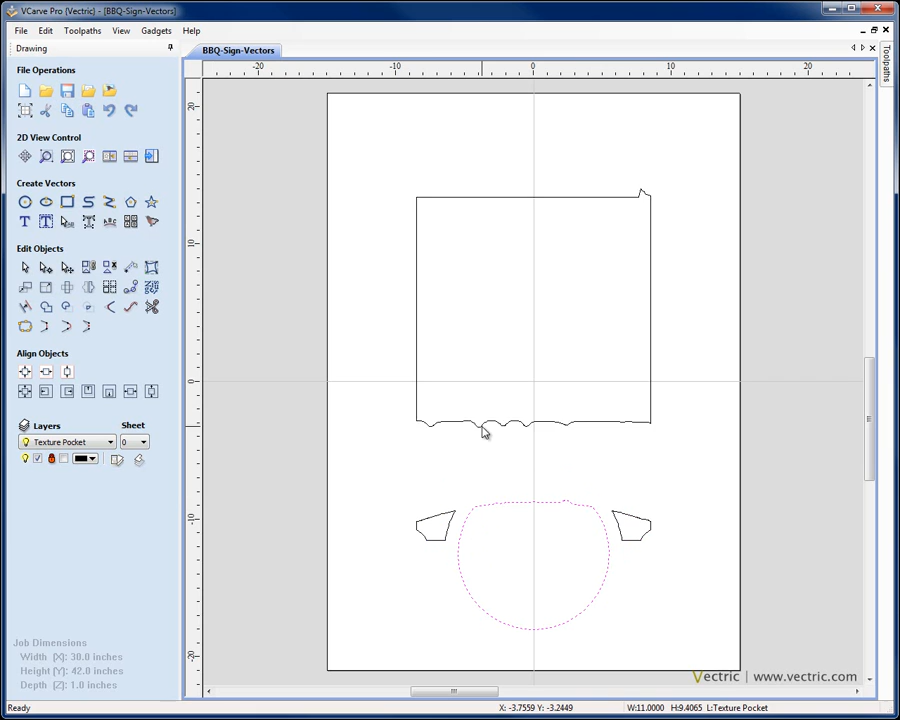 VCarve Pro (Vectric) - [BBQ-Sign-Vectors]
File Edit Toolpaths View Gadgets Help
Drawing
BBQ-Sign-Vectors
Toolpaths
-20 -10 0 10 20
20
10
0
-10
-20
File Operations
2D View Control
Create Vectors
Edit Objects
Align Objects
Layers
Texture Pocket 0
Job Dimensions
Width (X): 30.0 inches
Height (Y): 42.0 inches
Depth (Z): 1.0 inches
Vectric | www.vectric.com
Ready X: -3.7559 Y: -3.2449 W:11.0000 H:9.4065 L:Texture Pocket